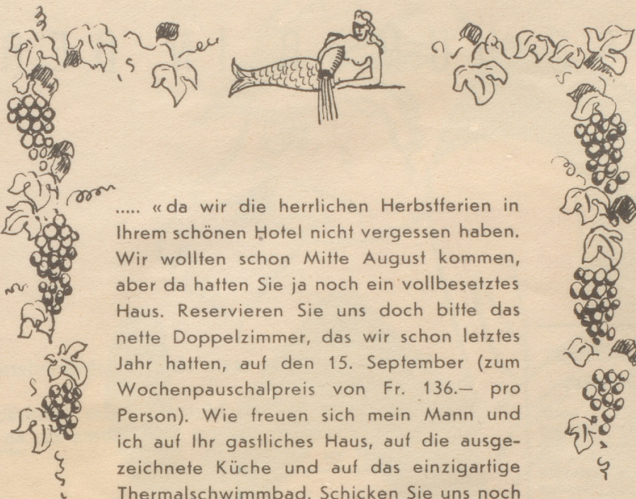 ..... «da wir die herrlichen Herbstferien in
Ihrem schönen Hotel nicht vergessen haben.
Wir wollten schon Mitte August kommen,
aber da hatten Sie ja noch ein vollbesetztes
Haus. Reservieren Sie uns doch bitte das
nette Doppelzimmer, das wir schon letztes
Jahr hatten, auf den 15. September (zum
Wochenpauschalpreis von Fr. 136.— pro
Person). Wie freuen sich mein Mann und
ich auf Ihr gastliches Haus, auf die ausge-
zeichnete Küche und auf das einzigartige
Thermalschwimmbad. Schicken Sie uns noch